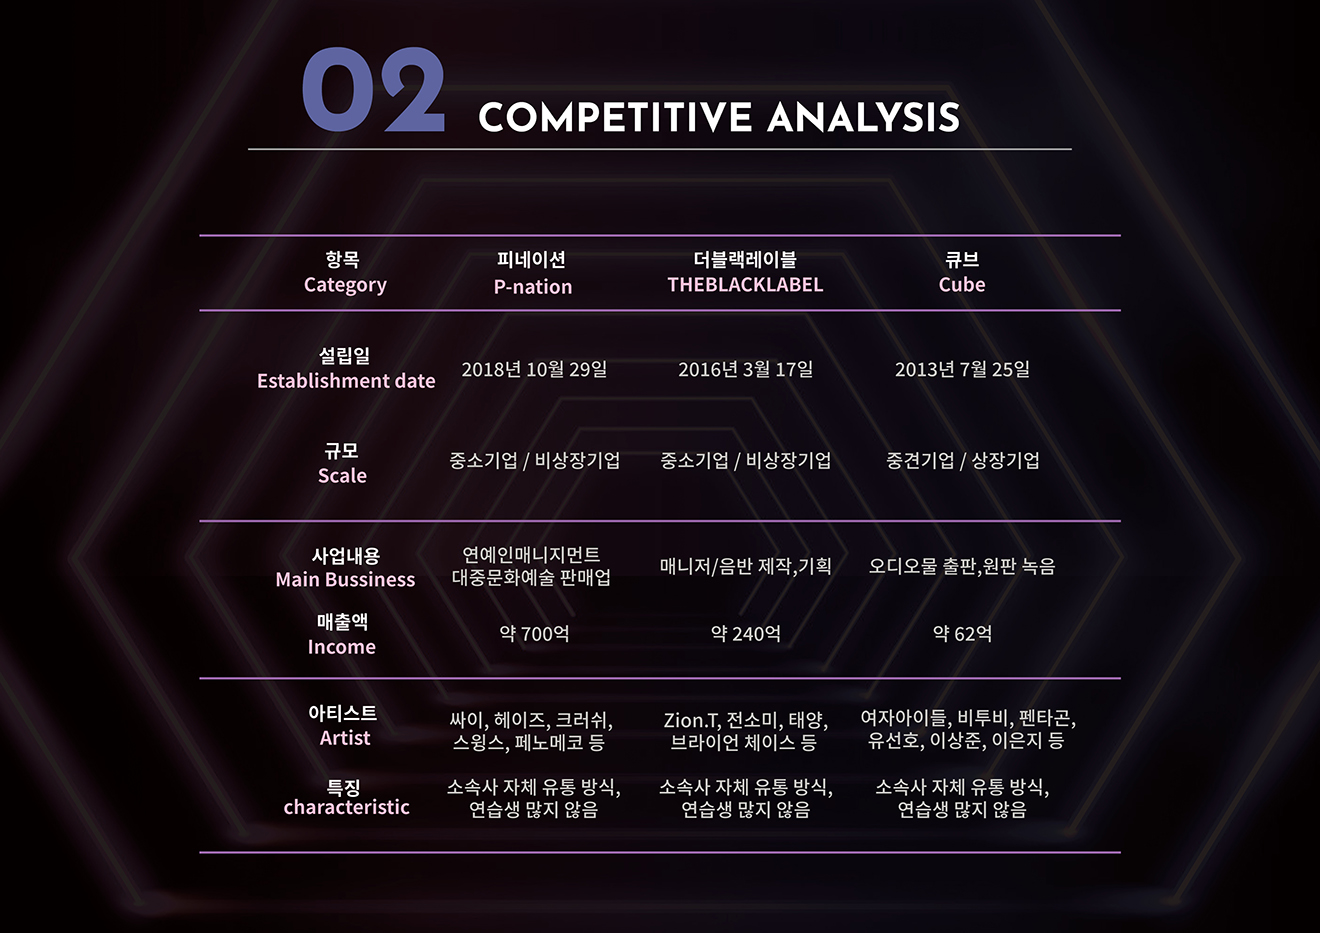 02 COMPETITIVE ANALYSIS
항목 피네이션 더블랙레이블 큐브
Category P-nation THEBLACKLABEL Cube
설립일
Establishment date 2018년 10월 29일 2016년 3월 17일 2013년 7월 25일
규모
Scale 중소기업 / 비상장기업 중소기업 / 비상장기업 중견기업 / 상장기업
사업내용
Main Bussiness
연예인매니지먼트
대중문화예술 판매업
매니저/음반 제작,기획
오디오물 출판,원판 녹음
매출액
Income 약 700억 약 240억 약 62억
아티스트
Artist
싸이, 헤이즈, 크러쉬,
스윙스, 페노메코 등
Zion.T, 전소미, 태양,
브라이언 체이스 등
여자아이들, 비투비, 펜타곤,
유선호, 이상준, 이은지 등
특징
characteristic
소속사 자체 유통 방식,
연습생 많지 않음
소속사 자체 유통 방식,
연습생 많지 않음
소속사 자체 유통 방식,
연습생 많지 않음